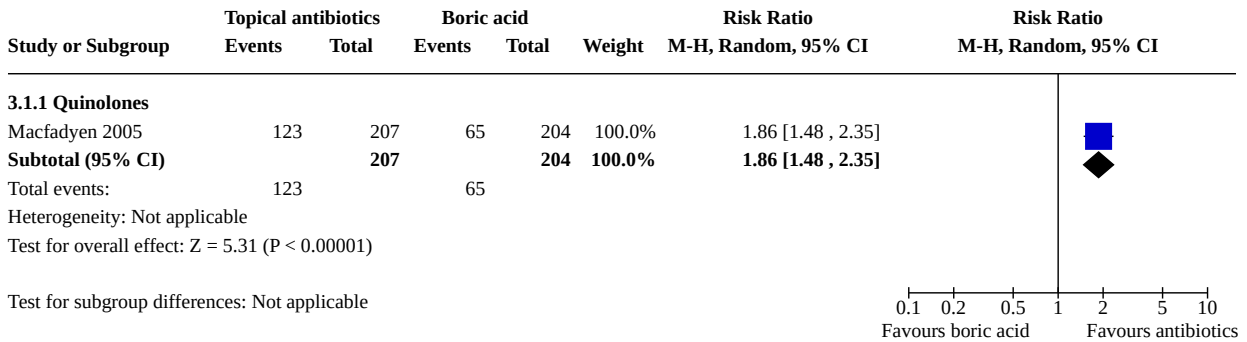 Topical antibiotics Boric acid Risk Ratio Risk Ratio
Study or Subgroup Events Total Events Total Weight M-H, Random, 95% CI M-H, Random, 95% CI
3.1.1 Quinolones
Macfadyen 2005 123 207 65 204 100.0% 1.86 [1.48 , 2.35]
Subtotal (95% CI) 207 204 100.0% 1.86 [1.48 , 2.35]
Total events: 123 65
Heterogeneity: Not applicable
Test for overall effect: Z = 5.31 (P < 0.00001)
Test for subgroup differences: Not applicable
0.1 0.2 0.5 1 2 5 10
Favours boric acid Favours antibiotics